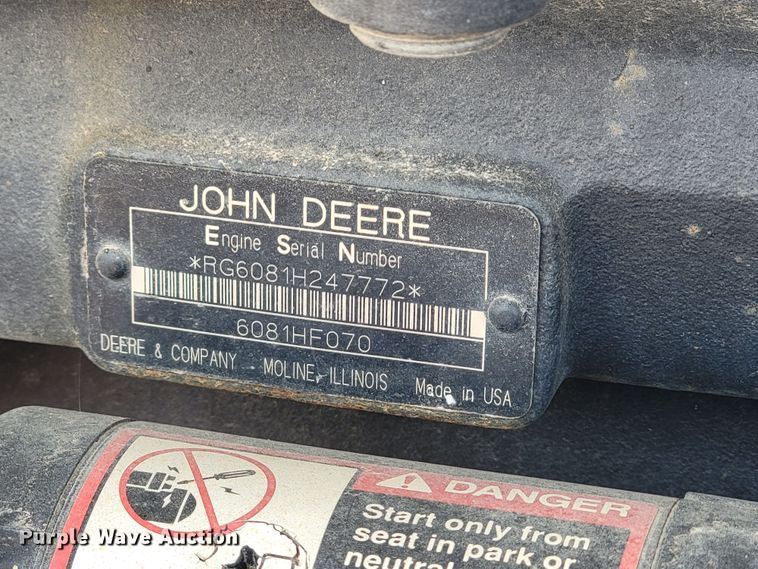 JOHN DEERE
Engine Serial Number
*RG6081H247772*
6081HF070
DEERE & COMPANY MOLINE, ILLINOIS Made in USA
DANGER
Start only from
seat in park or
neutral
Purple Wave Auction